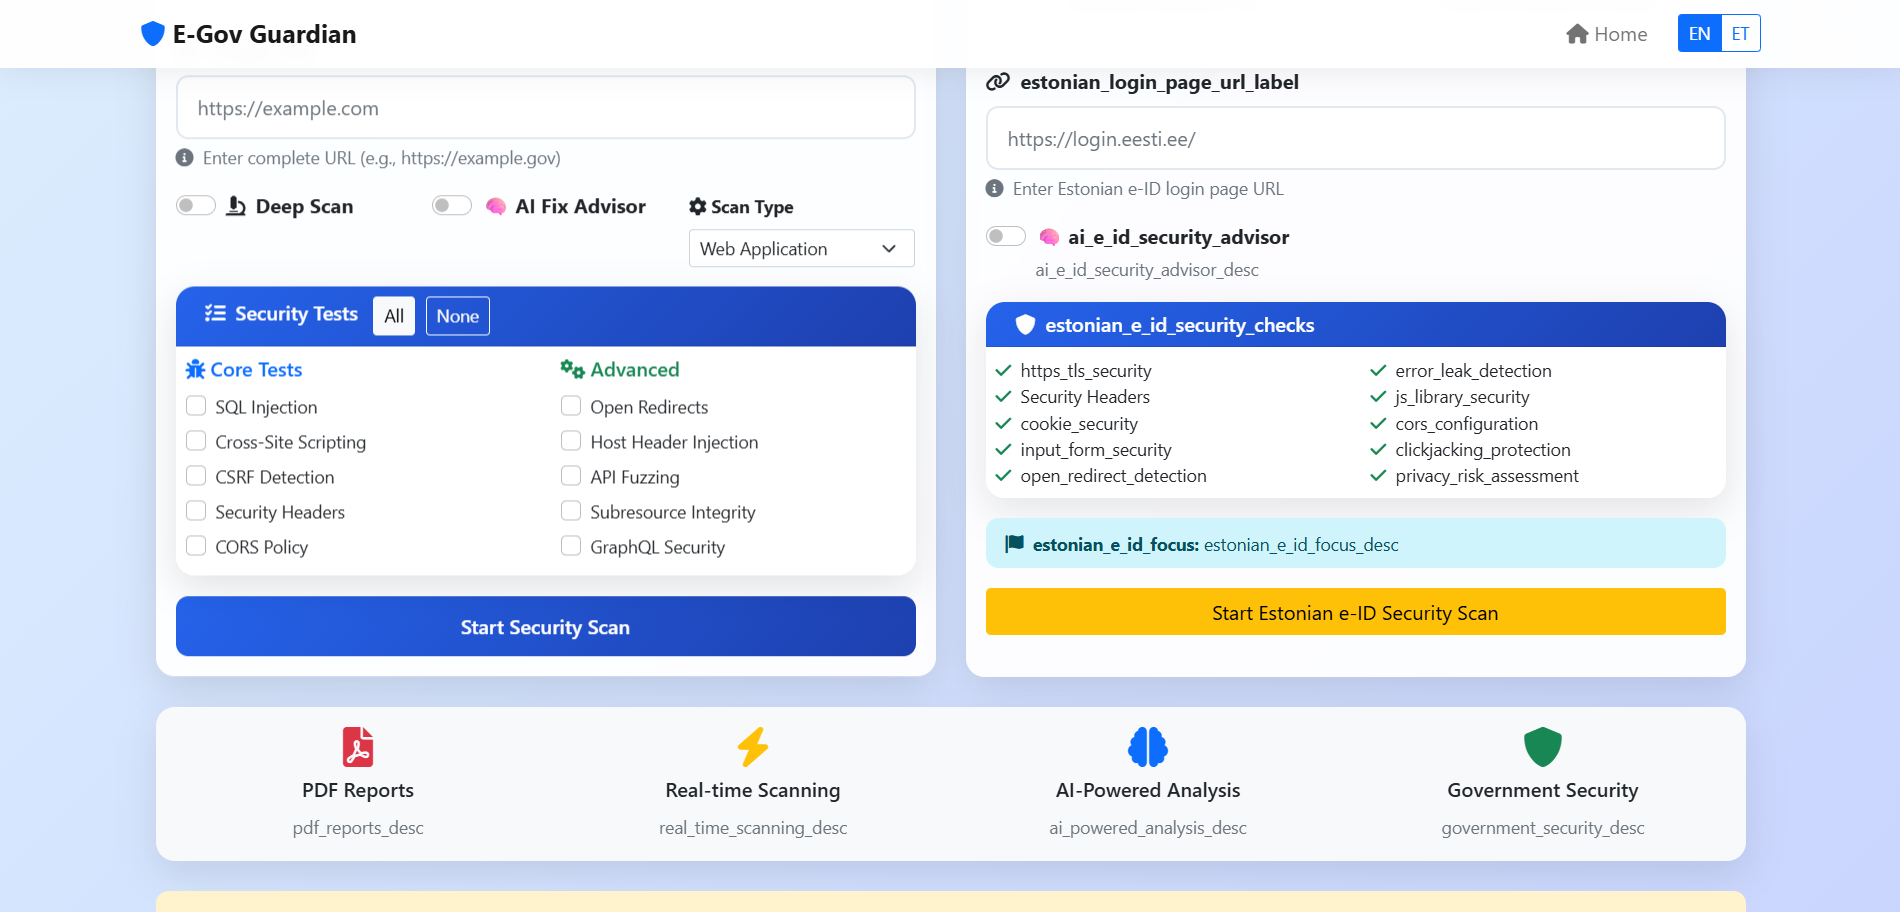 E-Gov Guardian
Home
EN
ET
https://example.com
Enter complete URL (e.g., https://example.gov)
Deep Scan
AI Fix Advisor
Scan Type
Web Application
Security Tests
All
None
Core Tests
SQL Injection
Cross-Site Scripting
CSRF Detection
Security Headers
CORS Policy
Advanced
Open Redirects
Host Header Injection
API Fuzzing
Subresource Integrity
GraphQL Security
Start Security Scan
estonian_login_page_url_label
https://login.eesti.ee/
Enter Estonian e-ID login page URL
ai_e_id_security_advisor
ai_e_id_security_advisor_desc
estonian_e_id_security_checks
https_tls_security
Security Headers
cookie_security
input_form_security
open_redirect_detection
error_leak_detection
js_library_security
cors_configuration
clickjacking_protection
privacy_risk_assessment
estonian_e_id_focus: estonian_e_id_focus_desc
Start Estonian e-ID Security Scan
PDF Reports
pdf_reports_desc
Real-time Scanning
real_time_scanning_desc
AI-Powered Analysis
ai_powered_analysis_desc
Government Security
government_security_desc